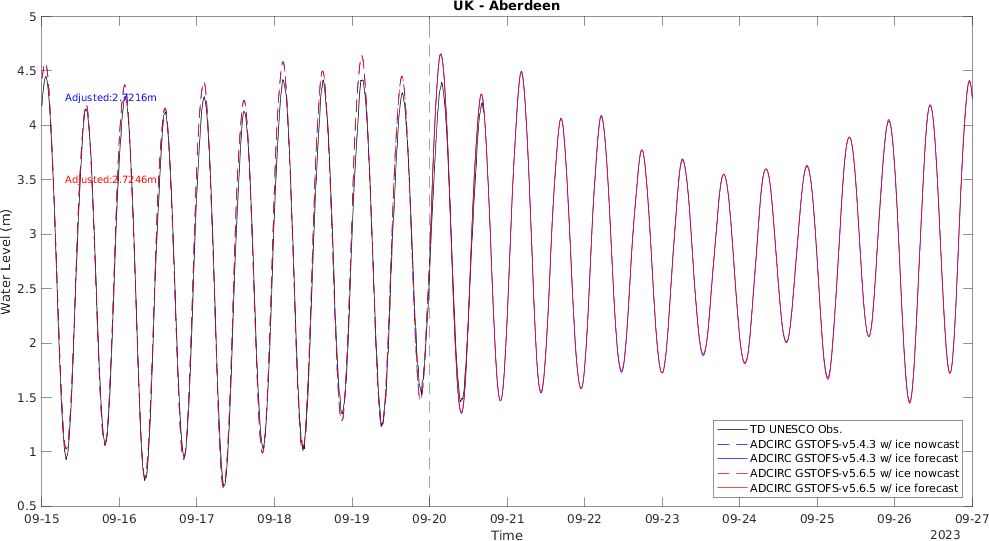 UK - Aberdeen
5
4.5
4
3.5
3
2.5
2
1.5
1
0.5
Water Level (m)
Adjusted:2.7216m
Adjusted:2.7246m
TD UNESCO Obs.
ADCIRC GSTOFS-v5.4.3 w/ ice nowcast
ADCIRC GSTOFS-v5.4.3 w/ ice forecast
ADCIRC GSTOFS-v5.6.5 w/ ice nowcast
ADCIRC GSTOFS-v5.6.5 w/ ice forecast
09-15 09-16 09-17 09-18 09-19 09-20 09-21 09-22 09-23 09-24 09-25 09-26 09-27
Time
2023